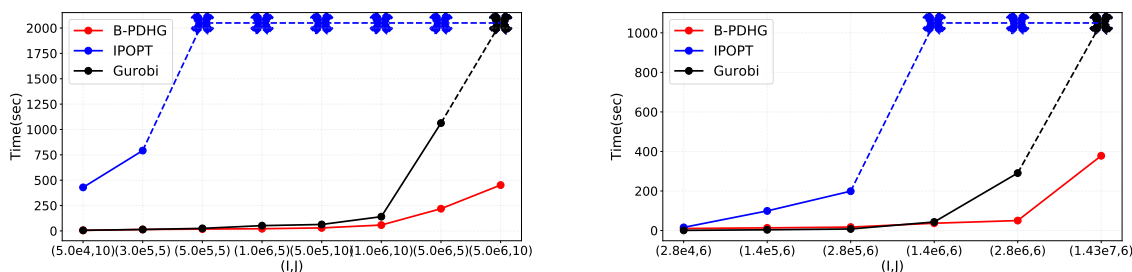 2000
1750
1500
1250
1000
750
500
250
0
Time(sec)
B-PDHG
IPOPT
Gurobi
(5.0e4,10)(3.0e5,5) (5.0e5,5) (1.0e6,5)(5.0e5,10)(1.0e6,10)(5.0e6,5)(5.0e6,10)
(I,J)
1000
800
600
400
200
0
Time(sec)
B-PDHG
IPOPT
Gurobi
(2.8e4,6) (1.4e5,6) (2.8e5,6) (1.4e6,6) (2.8e6,6) (1.43e7,6)
(I,J)